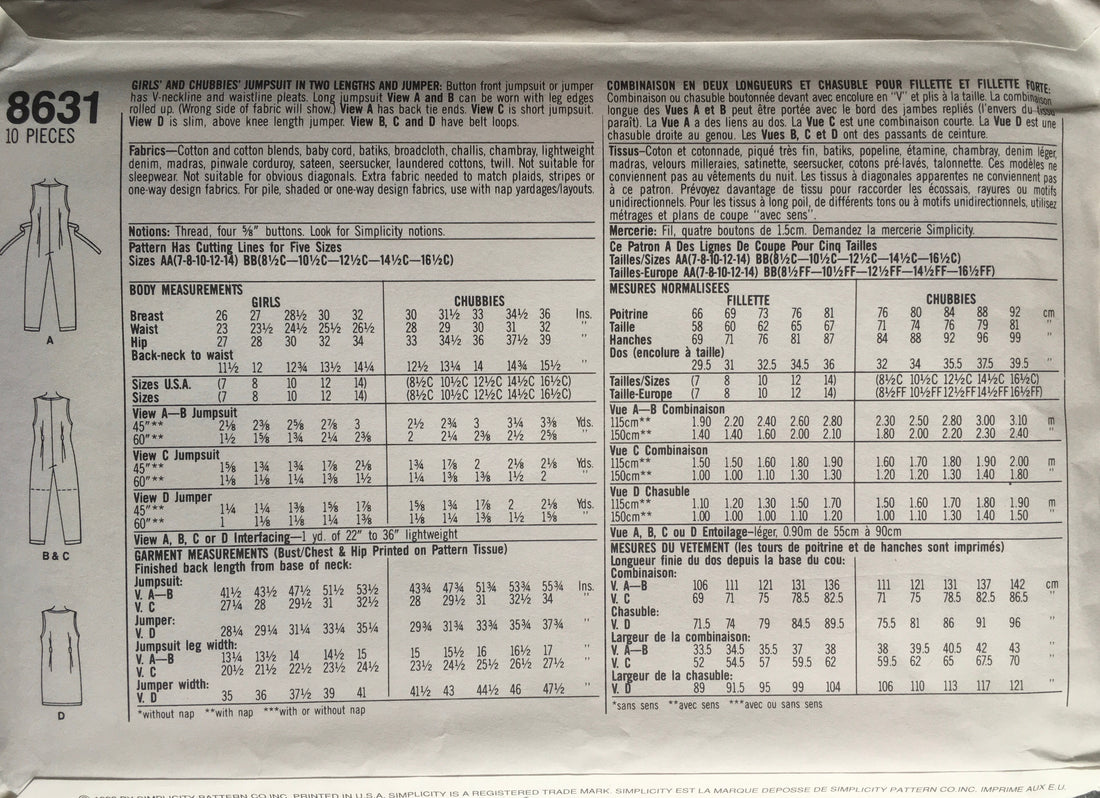 8631
10 PIECES
A
B & C
D
GIRLS' AND CHUBBIES' JUMPSUIT IN TWO LENGTHS AND JUMPER: Button front jumpsuit or jumper
has V-neckline and waistline pleats. Long jumpsuit View A and B can be worn with leg edges
rolled up. (Wrong side of fabric will show.) View A has back tie ends. View C is short jumpsuit.
View D is slim, above knee length jumper. View B, C and D have belt loops.
Fabrics—Cotton and cotton blends, baby cord, batiks, broadcloth, challis, chambray, lightweight
denim, madras, pinwale corduroy, sateen, seersucker, laundered cottons, twill. Not suitable for
sleepwear. Not suitable for obvious diagonals. Extra fabric needed to match plaids, stripes or
one-way design fabrics. For pile, shaded or one-way design fabrics, use with nap yardages/layouts.
Notions: Thread, four ⅝" buttons. Look for Simplicity notions.
Pattern Has Cutting Lines for Five Sizes
Sizes AA(7-8-10-12-14) BB(8½C—10½C—12½C—14½C—16½C)
BODY MEASUREMENTS
GIRLS CHUBBIES
Breast 26 27 28½ 30 32 30 31½ 33 34½ 36 Ins.
Waist 23 23½ 24½ 25½ 26½ 28 29 30 31 32 "
Hip 27 28 30 32 34 33 34½ 36 37½ 39 "
Back-neck to waist
11½ 12 12¾ 13½ 14¼ 12½ 13¼ 14 14¾ 15½ "
Sizes U.S.A. (7 8 10 12 14) (8½C 10½C 12½C 14½C 16½C)
Sizes (7 8 10 12 14) (8½C 10½C 12½C 14½C 16½C)
View A—B Jumpsuit
45"** 2⅛ 2⅜ 2⅝ 2⅞ 3 2½ 2¾ 3 3¼ 3⅜ Yds.
60"** 1½ 1⅝ 1¾ 2¼ 2⅜ 2 2¼ 2⅜ 2½ 2⅝ "
View C Jumpsuit
45"** 1⅝ 1¾ 1¾ 1⅞ 2⅛ 1¾ 1⅞ 2 2⅛ 2⅛ Yds.
60"** 1⅛ 1⅛ 1¼ 1⅜ 1½ 1¼ 1⅜ 1⅜ 1½ 2 "
View D Jumper
45"** 1¼ 1¼ 1⅜ 1⅝ 1⅞ 1⅝ 1¾ 1⅞ 2 2⅛ Yds.
60"** 1 1⅛ 1⅛ 1¼ 1⅜ 1⅛ 1¼ 1⅜ 1½ 1⅝ "
View A, B, C or D Interfacing—1 yd. of 22" to 36" lightweight
GARMENT MEASUREMENTS (Bust/Chest & Hip Printed on Pattern Tissue)
Finished back length from base of neck:
Jumpsuit:
V. A—B 41½ 43½ 47½ 51½ 53½ 43¾ 47¾ 51¾ 53¾ 55¾ Ins.
V. C 27¼ 28 29½ 31 32½ 28 29½ 31 32½ 34 "
Jumper:
V. D 28¼ 29¼ 31¼ 33¼ 35¼ 29¾ 31¾ 33¾ 35¾ 37¾ "
Jumpsuit leg width:
V. A—B 13¼ 13½ 14 14½ 15 15 15½ 16 16½ 17 "
V. C 20½ 21½ 22½ 23½ 24½ 23½ 24½ 25½ 26½ 27½ "
Jumper width:
V. D 35 36 37½ 39 41 41½ 43 44½ 46 47½ "
*without nap **with nap ***with or without nap
COMBINAISON EN DEUX LONGUEURS ET CHASUBLE POUR FILLETTE ET FILLETTE FORTE:
Combinaison ou chasuble boutonnée devant avec encolure en "V" et plis à la taille. La combinaison
longue des Vues A et B peut être portée avec le bord des jambes repliés (l'envers du tissu
paraît). La Vue A a des liens au dos. La Vue C est une combinaison courte. La Vue D est une
chasuble droite au genou. Les Vues B, C et D ont des passants de ceinture.
Tissus—Coton et cotonnade, piqué très fin, batiks, popeline, étamine, chambray, denim léger,
madras, velours milleraies, satinette, seersucker, cotons pré-lavés, talonnette. Ces modèles ne
conviennent pas au vêtements du nuit. Les tissus à diagonales apparentes ne conviennent pas
à ce patron. Prévoyez davantage de tissu pour raccorder les écossais, rayures ou motifs
unidirectionnels. Pour les tissus à long poil, de différents tons ou à motifs unidirectionnels, utilisez
métrages et plans de coupe "avec sens".
Mercerie: Fil, quatre boutons de 1.5cm. Demandez la mercerie Simplicity.
Ce Patron A Des Lignes De Coupe Pour Cinq Tailles
Tailles/Sizes AA(7-8-10-12-14) BB(8½C—10½C—12½C—14½C—16½C)
Tailles-Europe AA(7-8-10-12-14) BB(8½FF—10½FF—12½FF—14½FF—16½FF)
MESURES NORMALISEES
FILLETTE CHUBBIES
Poitrine 66 69 73 76 81 76 80 84 88 92 cm
Taille 58 60 62 65 67 71 74 76 79 81 "
Hanches 69 71 76 81 87 84 88 92 96 99 "
Dos (encolure à taille)
29.5 31 32.5 34.5 36 32 34 35.5 37.5 39.5 "
Tailles/Sizes (7 8 10 12 14) (8½C 10½C 12½C 14½C 16½C)
Taille-Europe (7 8 10 12 14) (8½FF 10½FF 12½FF 14½FF 16½FF)
Vue A—B Combinaison
115cm** 1.90 2.20 2.40 2.60 2.80 2.30 2.50 2.80 3.00 3.10 m
150cm** 1.40 1.40 1.60 2.00 2.10 1.80 2.00 2.20 2.30 2.40 "
Vue C Combinaison
115cm** 1.50 1.50 1.60 1.80 1.90 1.60 1.70 1.80 1.90 2.00 m
150cm** 1.00 1.00 1.10 1.30 1.30 1.20 1.20 1.30 1.40 1.80 "
Vue D Chasuble
115cm** 1.10 1.20 1.30 1.50 1.70 1.50 1.60 1.70 1.80 1.90 m
150cm** 1.00 1.00 1.00 1.10 1.20 1.00 1.10 1.30 1.40 1.50 "
Vue A, B, C ou D Entoilage—léger, 0.90m de 55cm à 90cm
MESURES DU VETEMENT (les tours de poitrine et de hanches sont imprimés)
Longueur finie du dos depuis la base du cou:
Combinaison:
V. A—B 106 111 121 131 136 111 121 131 137 142 cm
V. C 69 71 75 78.5 82.5 71 75 78.5 82.5 86.5 "
Chasuble:
V. D 71.5 74 79 84.5 89.5 75.5 81 86 91 96 "
Largeur de la combinaison:
V. A—B 33.5 34.5 35.5 37 38 38 39.5 40.5 42 43 "
V. C 52 54.5 57 59.5 62 59.5 62 65 67.5 70 "
Largeur de la chasuble:
V. D 89 91.5 95 99 104 106 110 113 117 121 "
*sans sens **avec sens ***avec ou sans sens
BY SIMPLICITY PATTERN CO.INC. PRINTED IN U.S.A. SIMPLICITY IS A REGISTERED TRADE MARK. SIMPLICITY EST LA MARQUE DEPOSSE DE SIMPLICITY PATTERN CO.INC. IMPRIME AUX E.U.